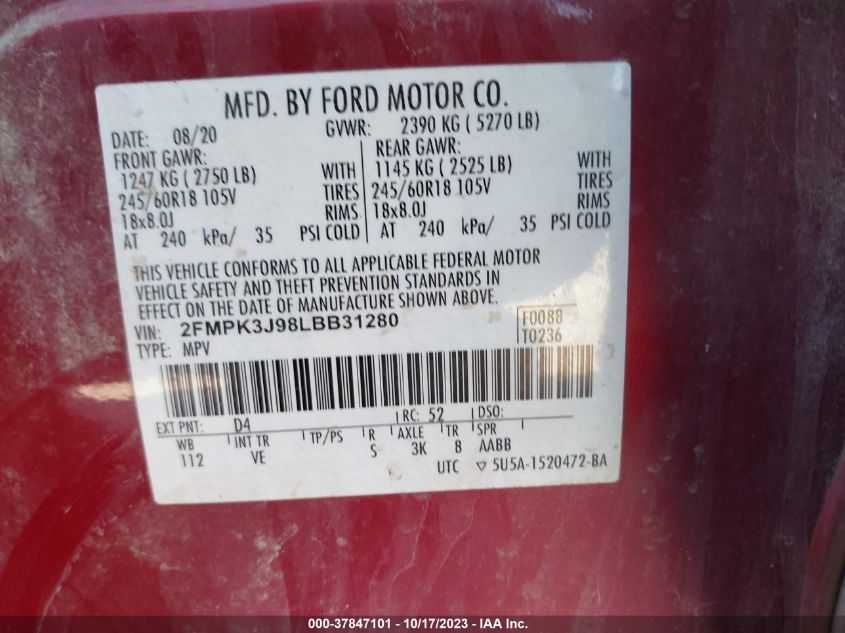 MFD. BY FORD MOTOR CO.
DATE: 08/20 GVWR: 2390 KG ( 5270 LB)
FRONT GAWR: REAR GAWR:
1247 KG ( 2750 LB) WITH 1145 KG ( 2525 LB) WITH
245/60R18 105V TIRES 245/60R18 105V TIRES
18x8.0J RIMS 18x8.0J RIMS
AT 240 kPa/ 35 PSI COLD AT 240 kPa/ 35 PSI COLD
THIS VEHICLE CONFORMS TO ALL APPLICABLE FEDERAL MOTOR
VEHICLE SAFETY AND THEFT PREVENTION STANDARDS IN
EFFECT ON THE DATE OF MANUFACTURE SHOWN ABOVE.
VIN: 2FMPK3J98LBB31280 F0088
TYPE: MPV T0236
EXT PNT: D4 RC: 52 DSO:
WB INT TR TP/PS R AXLE TR SPR
112 VE S 3K 8 AABB
UTC 5U5A-1520472-BA
000-37847101 - 10/17/2023 - IAA Inc.